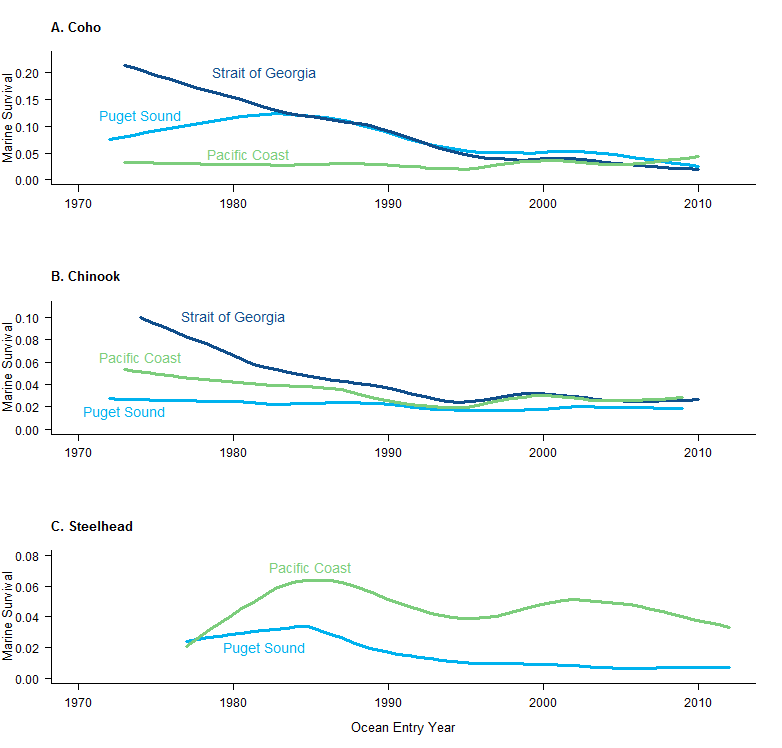 A. Coho
Marine Survival
0.20
0.15
0.10
0.05
0.00
Strait of Georgia
Puget Sound
Pacific Coast
1970 1980 1990 2000 2010
B. Chinook
Marine Survival
0.10
0.08
0.06
0.04
0.02
0.00
Strait of Georgia
Pacific Coast
Puget Sound
1970 1980 1990 2000 2010
C. Steelhead
Marine Survival
0.08
0.06
0.04
0.02
0.00
Pacific Coast
Puget Sound
1970 1980 1990 2000 2010
Ocean Entry Year